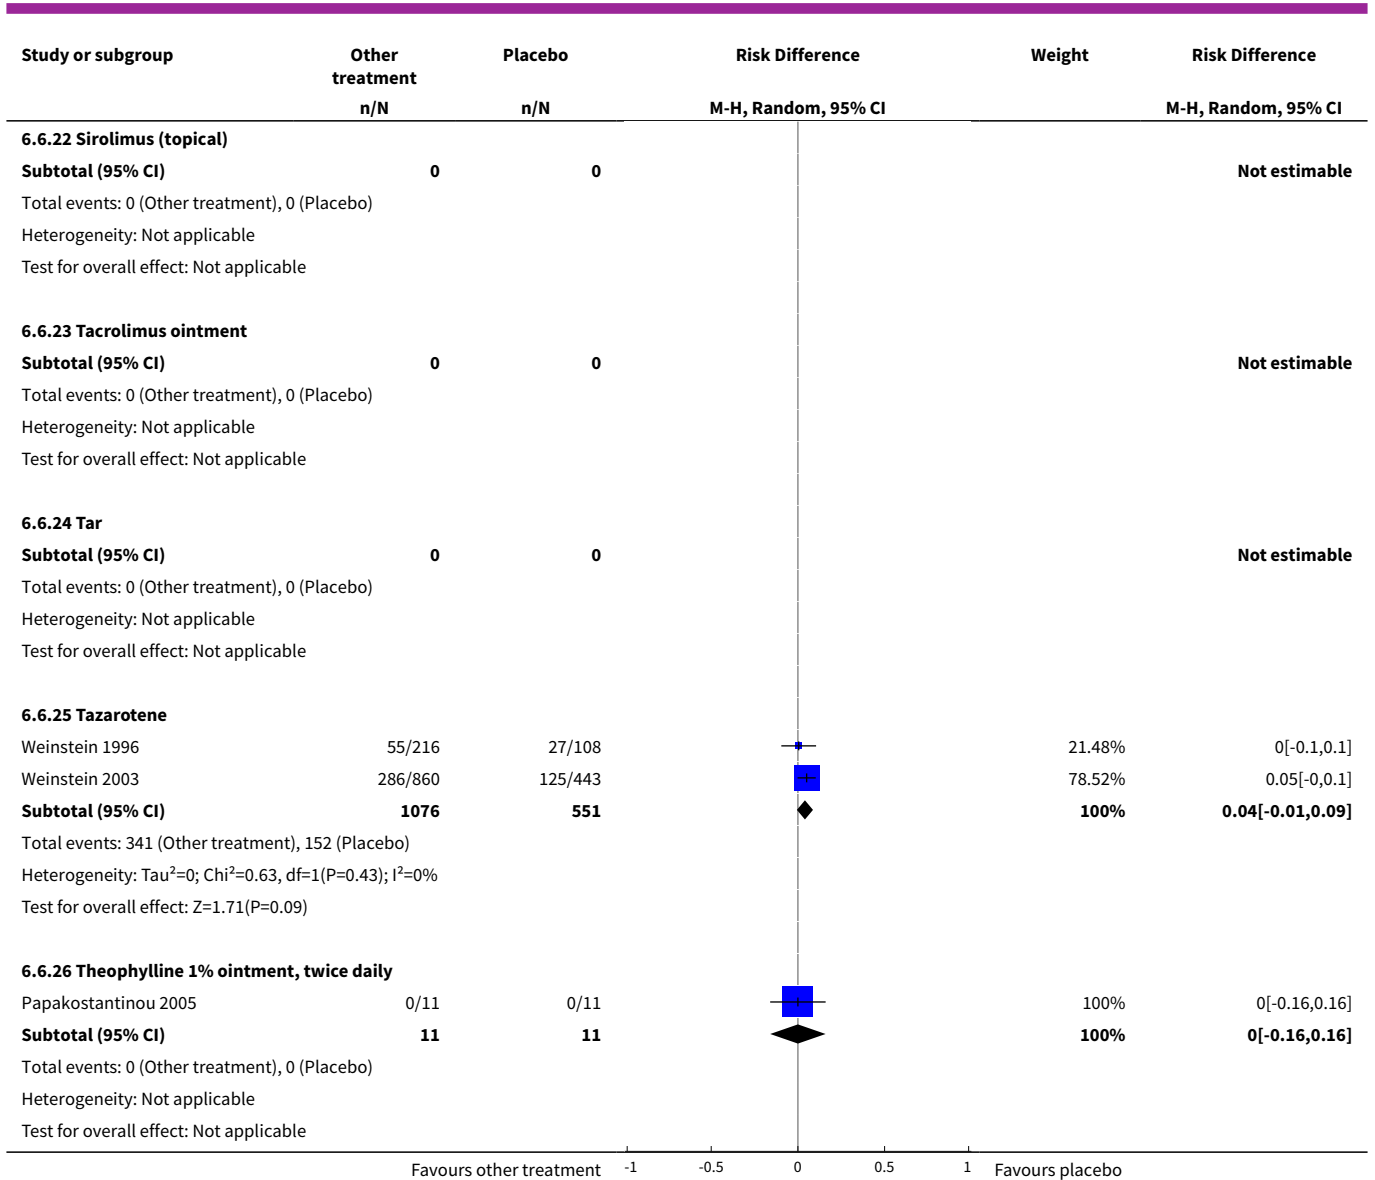 Study or subgroup Other treatment Placebo Risk Difference Weight Risk Difference
n/N n/N M-H, Random, 95% CI M-H, Random, 95% CI
6.6.22 Sirolimus (topical)
Subtotal (95% CI) 0 0 Not estimable
Total events: 0 (Other treatment), 0 (Placebo)
Heterogeneity: Not applicable
Test for overall effect: Not applicable
6.6.23 Tacrolimus ointment
Subtotal (95% CI) 0 0 Not estimable
Total events: 0 (Other treatment), 0 (Placebo)
Heterogeneity: Not applicable
Test for overall effect: Not applicable
6.6.24 Tar
Subtotal (95% CI) 0 0 Not estimable
Total events: 0 (Other treatment), 0 (Placebo)
Heterogeneity: Not applicable
Test for overall effect: Not applicable
6.6.25 Tazarotene
Weinstein 1996 55/216 27/108 21.48% 0[-0.1,0.1]
Weinstein 2003 286/860 125/443 78.52% 0.05[-0,0.1]
Subtotal (95% CI) 1076 551 100% 0.04[-0.01,0.09]
Total events: 341 (Other treatment), 152 (Placebo)
Heterogeneity: Tau²=0; Chi²=0.63, df=1(P=0.43); I²=0%
Test for overall effect: Z=1.71(P=0.09)
6.6.26 Theophylline 1% ointment, twice daily
Papakostantinou 2005 0/11 0/11 100% 0[-0.16,0.16]
Subtotal (95% CI) 11 11 100% 0[-0.16,0.16]
Total events: 0 (Other treatment), 0 (Placebo)
Heterogeneity: Not applicable
Test for overall effect: Not applicable
Favours other treatment -1 -0.5 0 0.5 1 Favours placebo